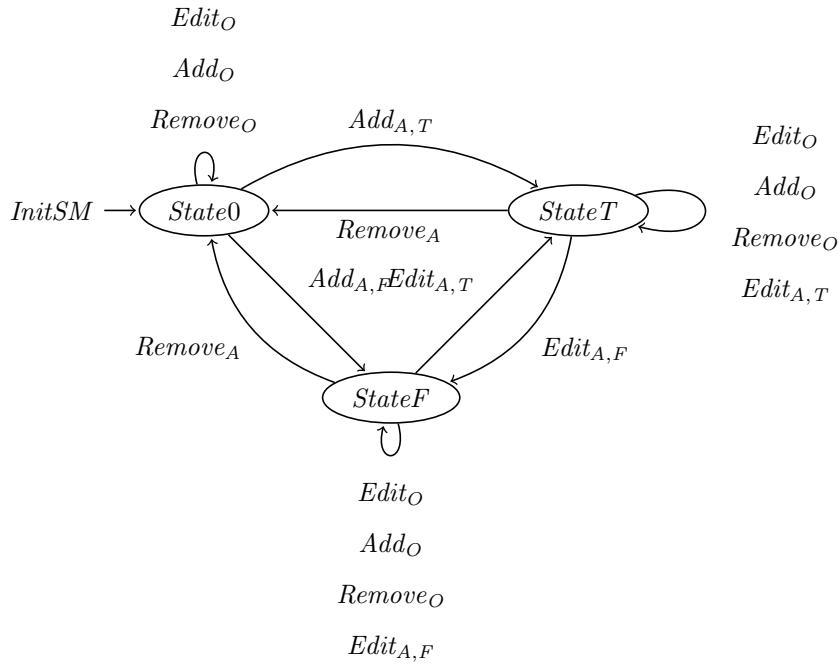 Edit_O
Add_O
Remove_O
Add_{A,T}
Edit_O
Add_O
Remove_O
Edit_{A,T}
InitSM
State0
StateT
Remove_A
Add_{A,F}
Edit_{A,T}
Remove_A
Edit_{A,F}
StateF
Edit_O
Add_O
Remove_O
Edit_{A,F}